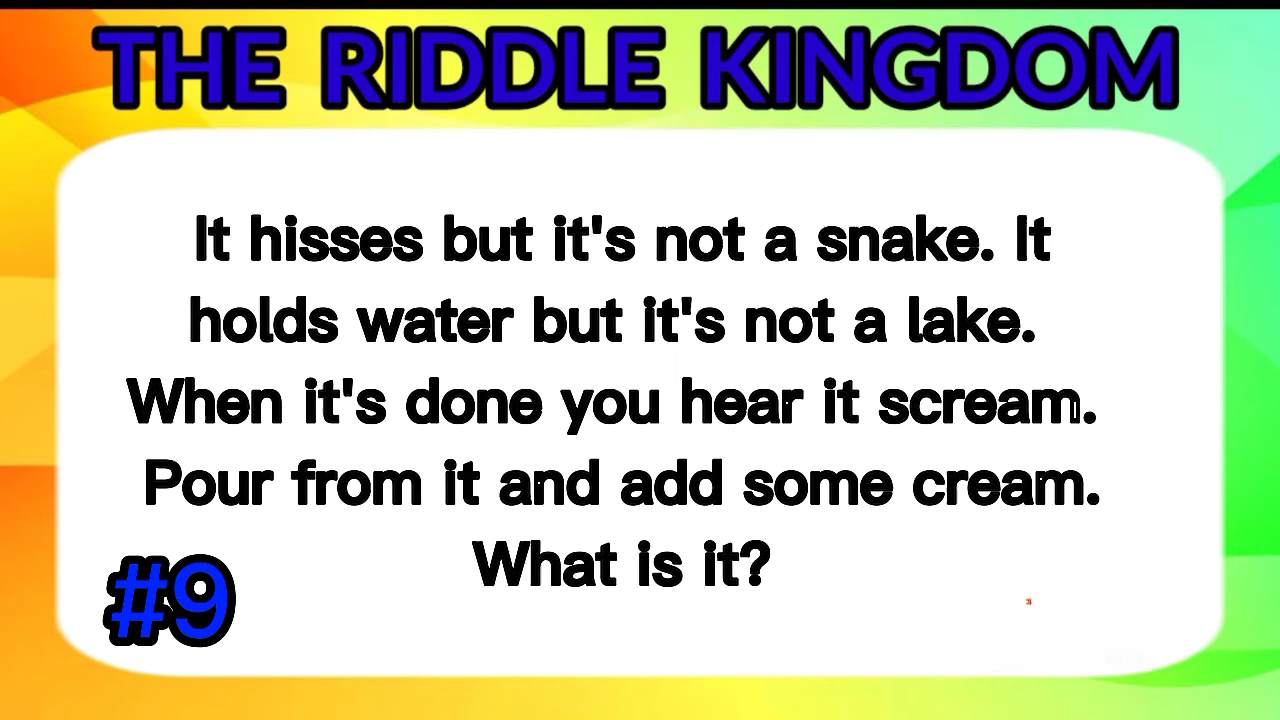 THE RIDDLE KINGDOM
It hisses but it's not a snake. It
holds water but it's not a lake.
When it's done you hear it scream.
Pour from it and add some cream.
What is it?
#9